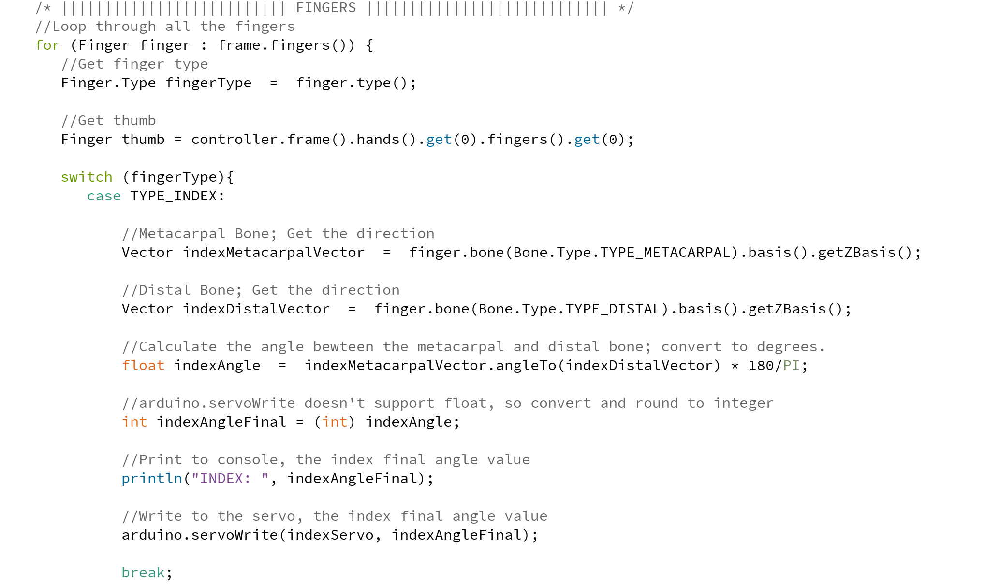 /* |||||||||||||||||||||||||| FINGERS |||||||||||||||||||||||||||| */
//Loop through all the fingers
for (Finger finger : frame.fingers()) {
//Get finger type
Finger.Type fingerType  =  finger.type();
//Get thumb
Finger thumb = controller.frame().hands().get(0).fingers().get(0);
switch (fingerType){
case TYPE_INDEX:
//Metacarpal Bone; Get the direction
Vector indexMetacarpalVector  =  finger.bone(Bone.Type.TYPE_METACARPAL).basis().getZBasis();
//Distal Bone; Get the direction
Vector indexDistalVector  =  finger.bone(Bone.Type.TYPE_DISTAL).basis().getZBasis();
//Calculate the angle bewteen the metacarpal and distal bone; convert to degrees.
float indexAngle  =  indexMetacarpalVector.angleTo(indexDistalVector) * 180/PI;
//arduino.servoWrite doesn't support float, so convert and round to integer
int indexAngleFinal = (int) indexAngle;
//Print to console, the index final angle value
println("INDEX: ", indexAngleFinal);
//Write to the servo, the index final angle value
arduino.servoWrite(indexServo, indexAngleFinal);
break;